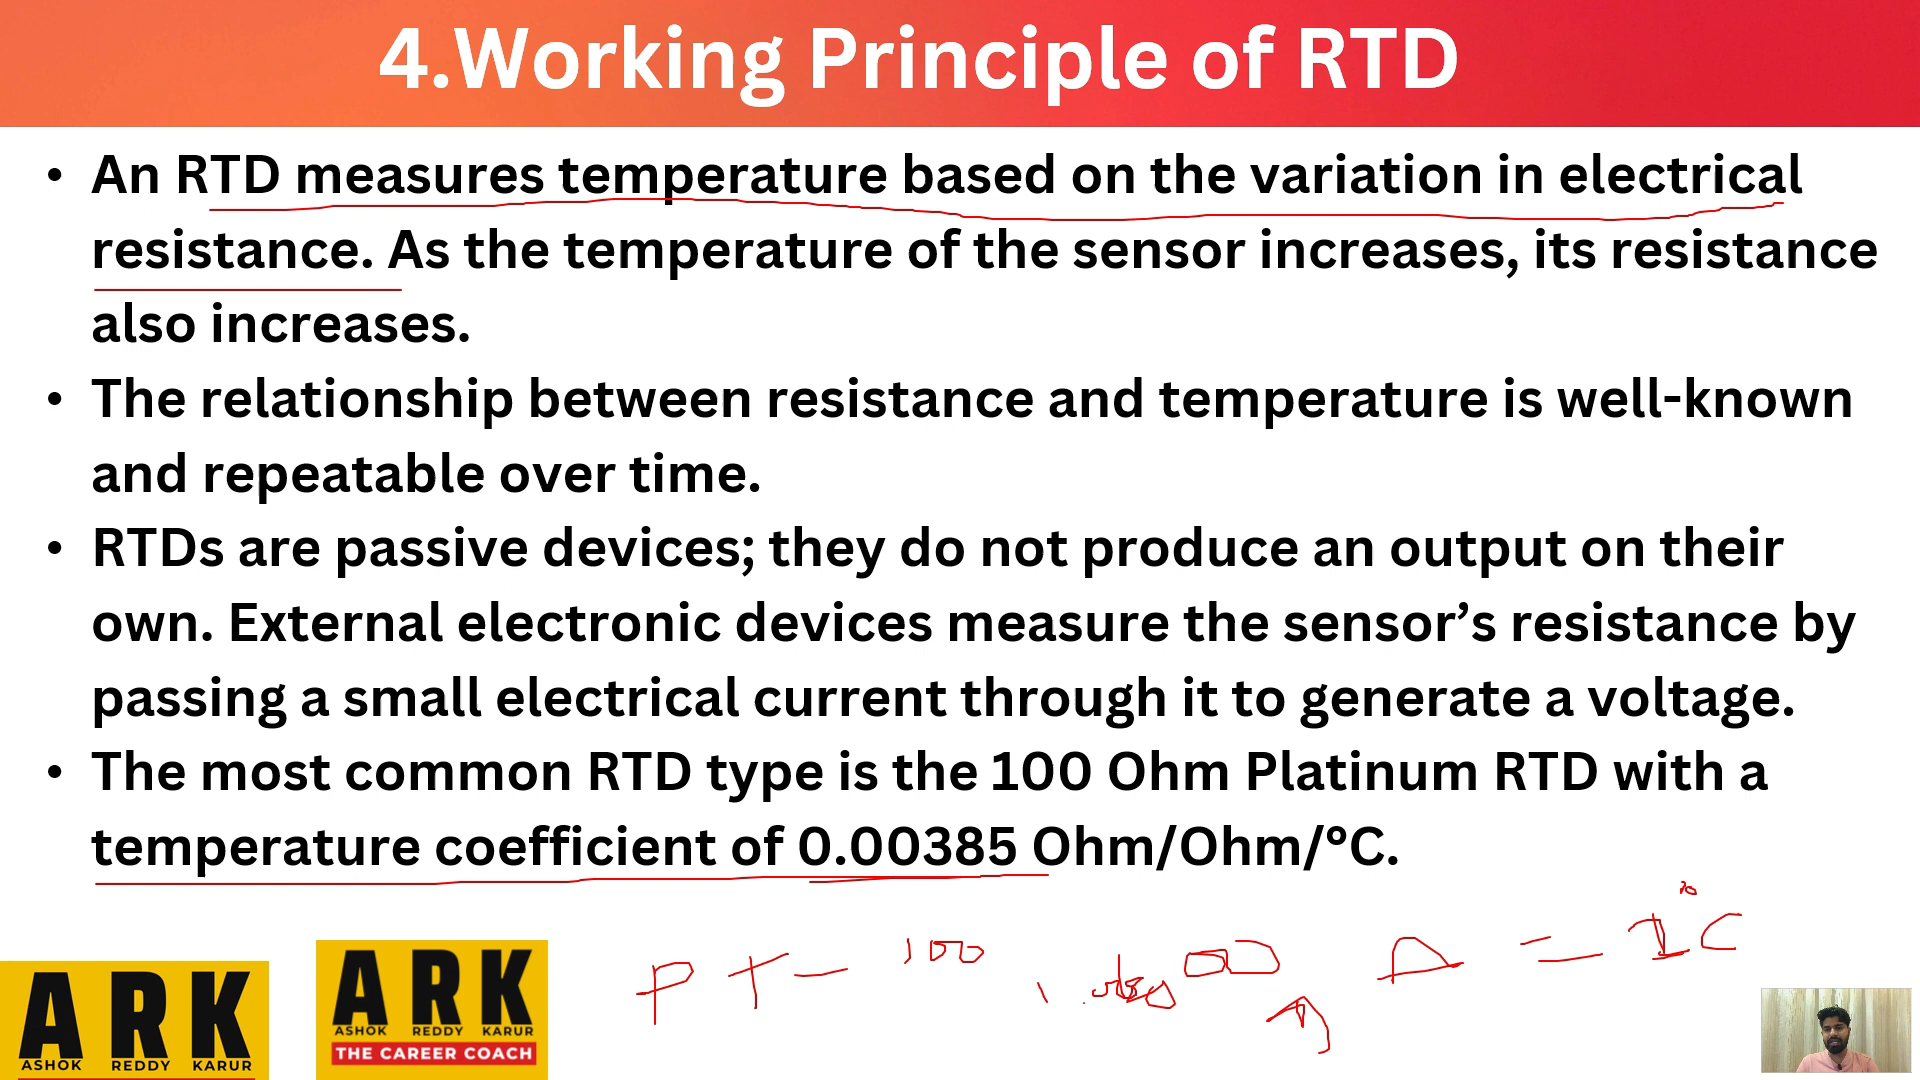 4.Working Principle of RTD
• An RTD measures temperature based on the variation in electrical
resistance. As the temperature of the sensor increases, its resistance
also increases.
• The relationship between resistance and temperature is well-known
and repeatable over time.
• RTDs are passive devices; they do not produce an output on their
own. External electronic devices measure the sensor’s resistance by
passing a small electrical current through it to generate a voltage.
• The most common RTD type is the 100 Ohm Platinum RTD with a
temperature coefficient of 0.00385 Ohm/Ohm/°C.
PT- 100
ARK
ASHOK REDDY KARUR
ARK
ASHOK REDDY KARUR
THE CAREER COACH